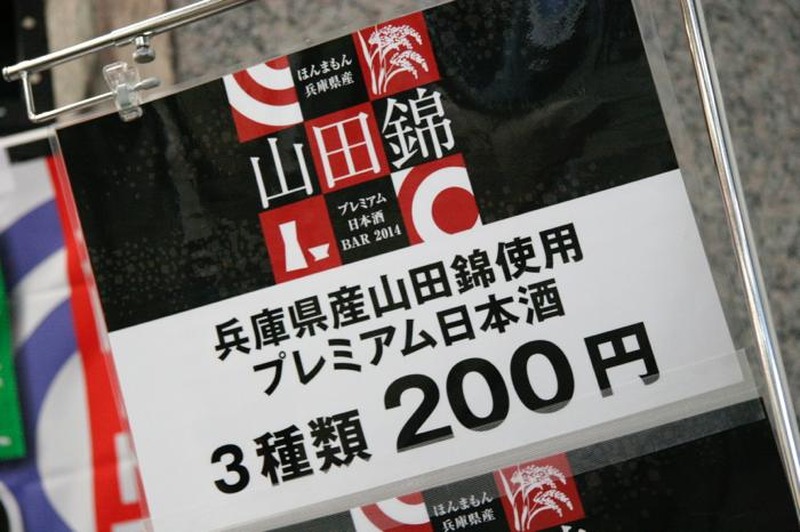 ほんまもん
兵庫県産
山田錦
プレミアム
日本酒
BAR 2014
兵庫県産山田錦使用
プレミアム日本酒
3種類 200円
ほんまもん
兵庫県産